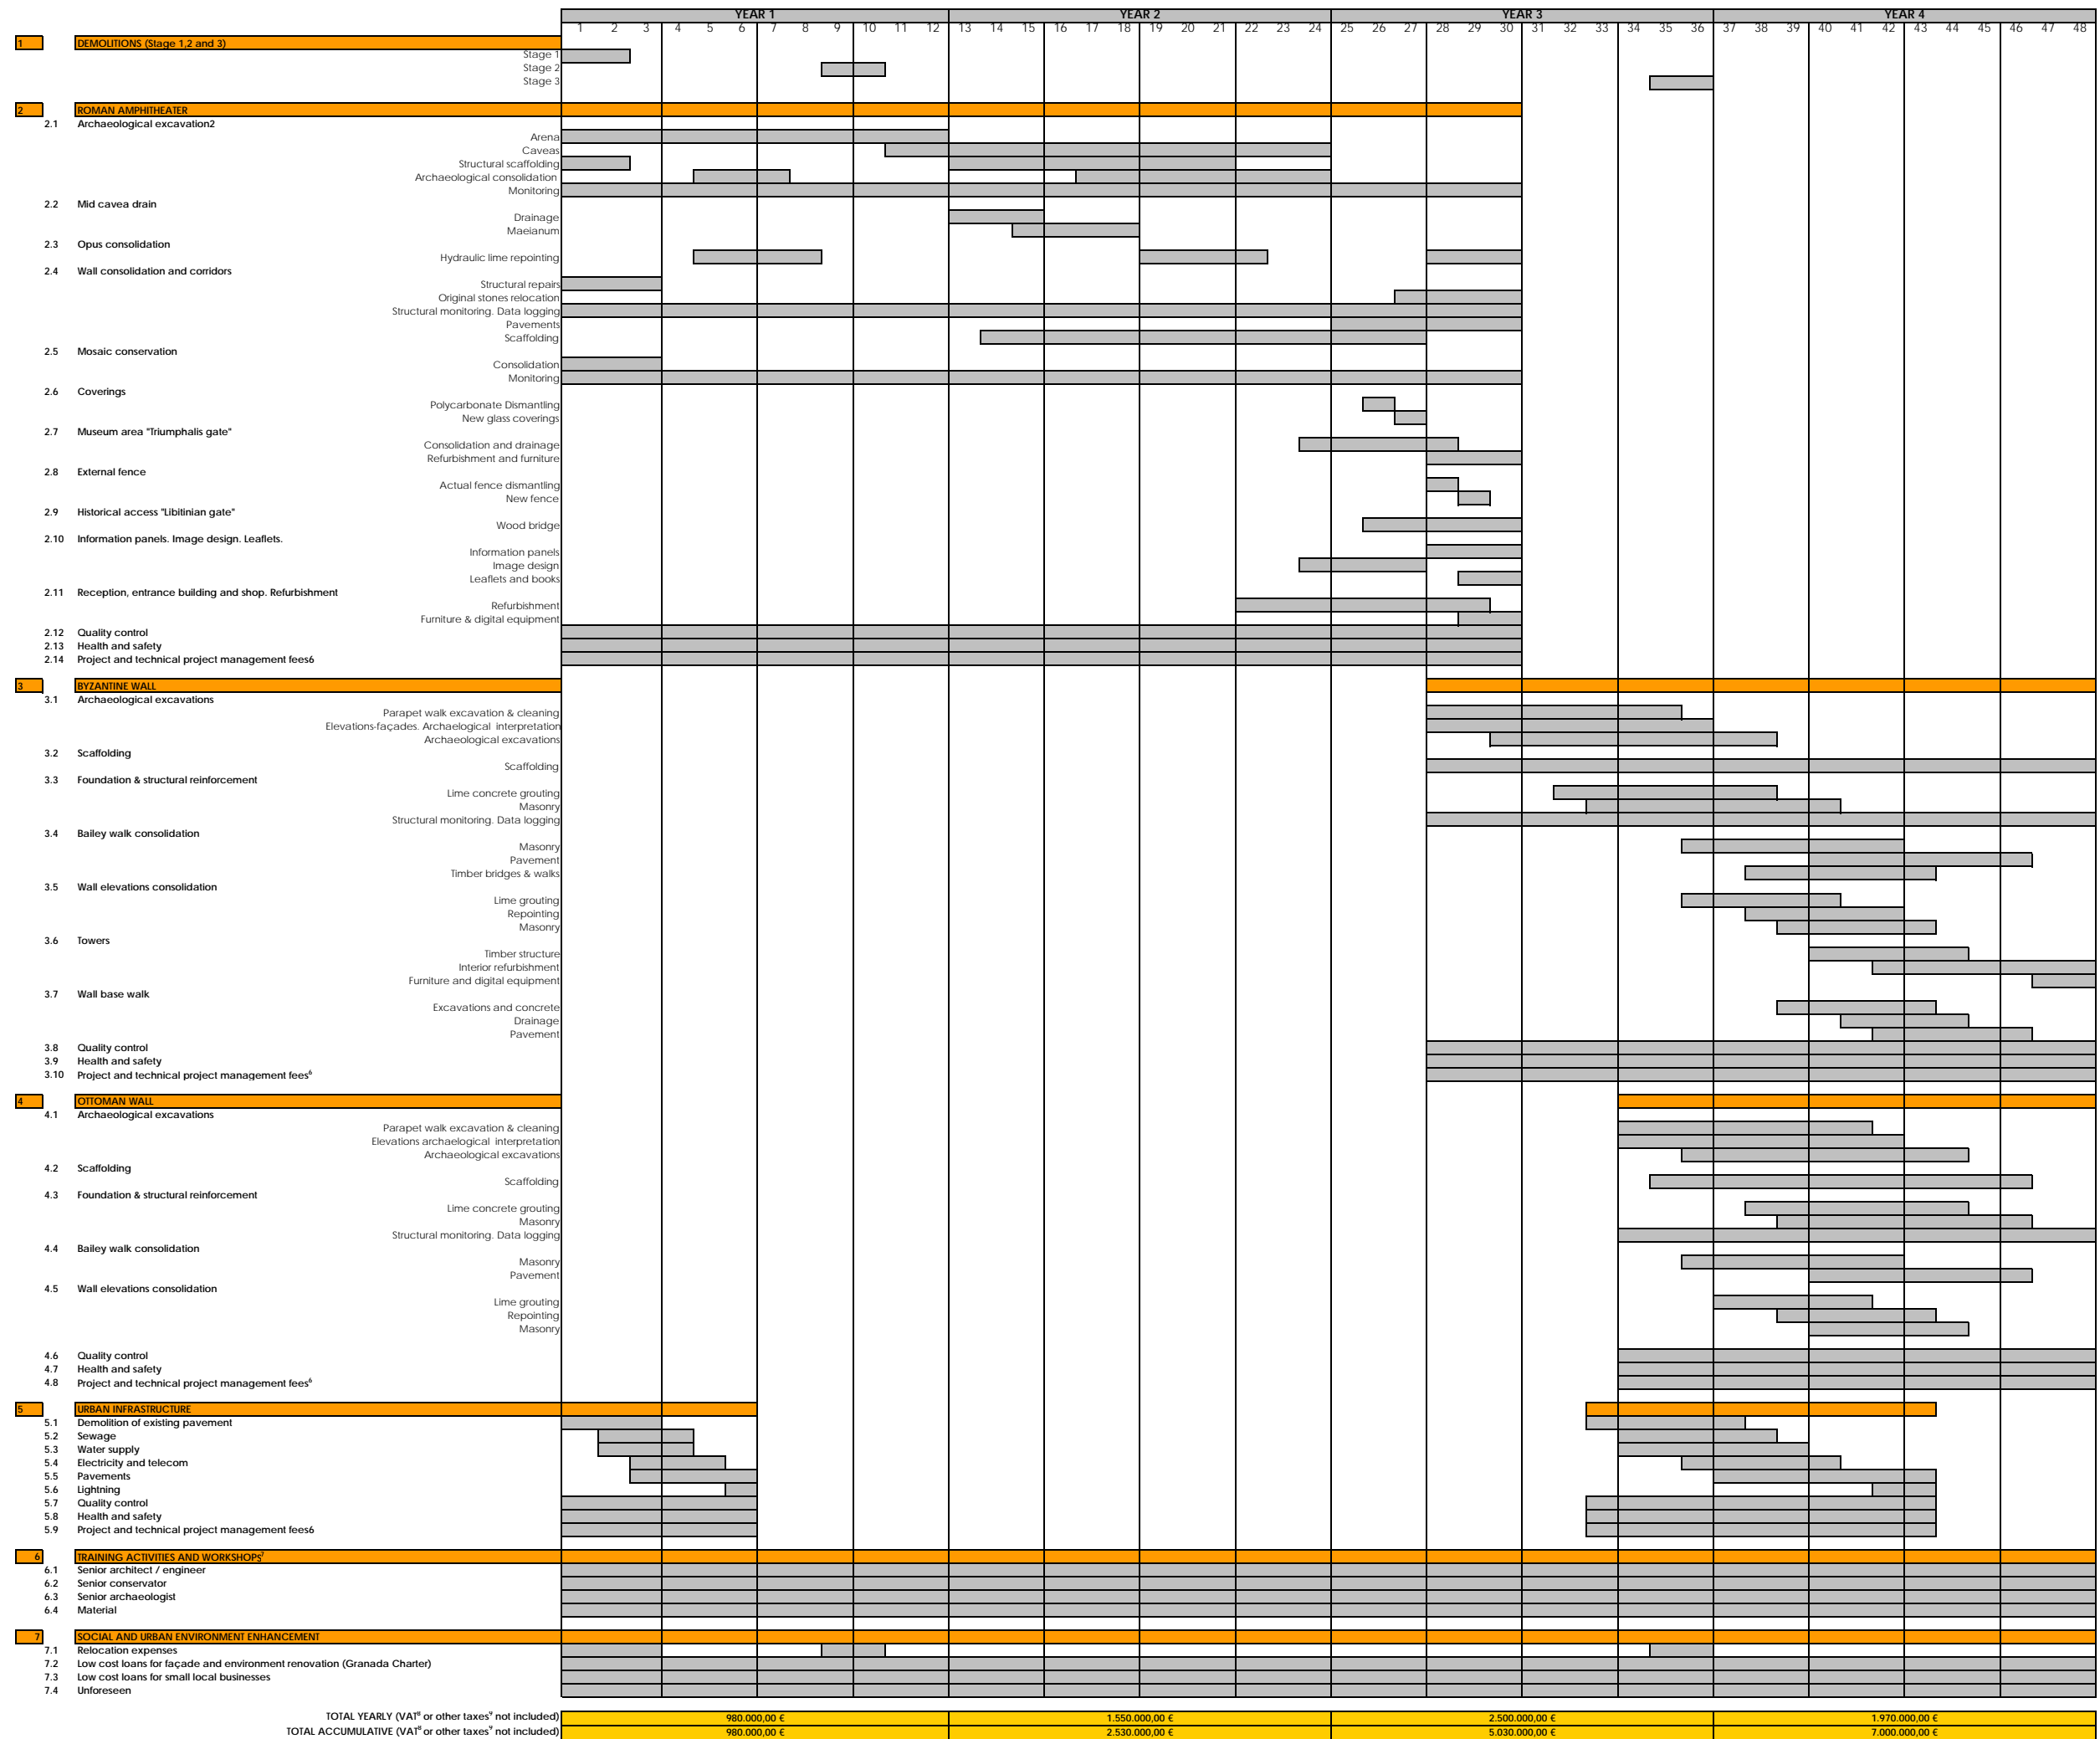 YEAR 1 YEAR 2 YEAR 3 YEAR 4
1 2 3 4 5 6 7 8 9 10 11 12 13 14 15 16 17 18 19 20 21 22 23 24 25 26 27 28 29 30 31 32 33 34 35 36 37 38 39 40 41 42 43 44 45 46 47 48
1 DEMOLITIONS (Stage 1,2 and 3)
Stage 1
Stage 2
Stage 3
2 ROMAN AMPHITHEATER
2.1 Archaeological excavation2
Arena
Caveas
Structural scaffolding
Archaeological consolidation
Monitoring
2.2 Mid cavea drain
Drainage
Maeianum
2.3 Opus consolidation
Hydraulic lime repointing
2.4 Wall consolidation and corridors
Structural repairs
Original stones relocation
Structural monitoring. Data logging
Pavements
Scaffolding
2.5 Mosaic conservation
Consolidation
Monitoring
2.6 Coverings
Polycarbonate Dismantling
New glass coverings
2.7 Museum area "Triumphalis gate"
Consolidation and drainage
Refurbishment and furniture
2.8 External fence
Actual fence dismantling
New fence
2.9 Historical access "Libitinian gate"
Wood bridge
2.10 Information panels. Image design. Leaflets.
Information panels
Image design
Leaflets and books
2.11 Reception, entrance building and shop. Refurbishment
Refurbishment
Furniture & digital equipment
2.12 Quality control
2.13 Health and safety
2.14 Project and technical project management fees6
3 BYZANTINE WALL
3.1 Archaeological excavations
Parapet walk excavation & cleaning
Elevations-façades. Archaelogical interpretation
Archaeological excavations
3.2 Scaffolding
Scaffolding
3.3 Foundation & structural reinforcement
Lime concrete grouting
Masonry
Structural monitoring. Data logging
3.4 Bailey walk consolidation
Masonry
Pavement
Timber bridges & walks
3.5 Wall elevations consolidation
Lime grouting
Repointing
Masonry
3.6 Towers
Timber structure
Interior refurbishment
Furniture and digital equipment
3.7 Wall base walk
Excavations and concrete
Drainage
Pavement
3.8 Quality control
3.9 Health and safety
3.10 Project and technical project management fees⁶
4 OTTOMAN WALL
4.1 Archaeological excavations
Parapet walk excavation & cleaning
Elevations archaelogical interpretation
Archaeological excavations
4.2 Scaffolding
Scaffolding
4.3 Foundation & structural reinforcement
Lime concrete grouting
Masonry
Structural monitoring. Data logging
4.4 Bailey walk consolidation
Masonry
Pavement
4.5 Wall elevations consolidation
Lime grouting
Repointing
Masonry
4.6 Quality control
4.7 Health and safety
4.8 Project and technical project management fees⁶
5 URBAN INFRASTRUCTURE
5.1 Demolition of existing pavement
5.2 Sewage
5.3 Water supply
5.4 Electricity and telecom
5.5 Pavements
5.6 Lightning
5.7 Quality control
5.8 Health and safety
5.9 Project and technical project management fees6
6 TRAINING ACTIVITIES AND WORKSHOPS⁷
6.1 Senior architect / engineer
6.2 Senior conservator
6.3 Senior archaeologist
6.4 Material
7 SOCIAL AND URBAN ENVIRONMENT ENHANCEMENT
7.1 Relocation expenses
7.2 Low cost loans for façade and environment renovation (Granada Charter)
7.3 Low cost loans for small local businesses
7.4 Unforeseen
TOTAL YEARLY (VAT⁸ or other taxes⁹ not included) 980.000,00 € 1.550.000,00 € 2.500.000,00 € 1.970.000,00 €
TOTAL ACCUMULATIVE (VAT⁸ or other taxes⁹ not included) 980.000,00 € 2.530.000,00 € 5.030.000,00 € 7.000.000,00 €